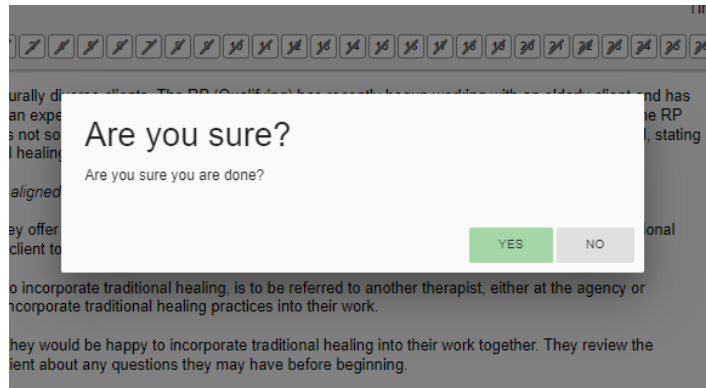 urally diverse clients. The RP (Qualifying) has recently begun working with an elderly client and has
an expe
he RP
s not so
, stating
l healing
Are you sure?
Are you sure you are done?
aligned
ey offer
onal
client to
YES
NO
o incorporate traditional healing, is to be referred to another therapist, either at the agency or
ncorporate traditional healing practices into their work.
they would be happy to incorporate traditional healing into their work together. They review the
ient about any questions they may have before beginning.